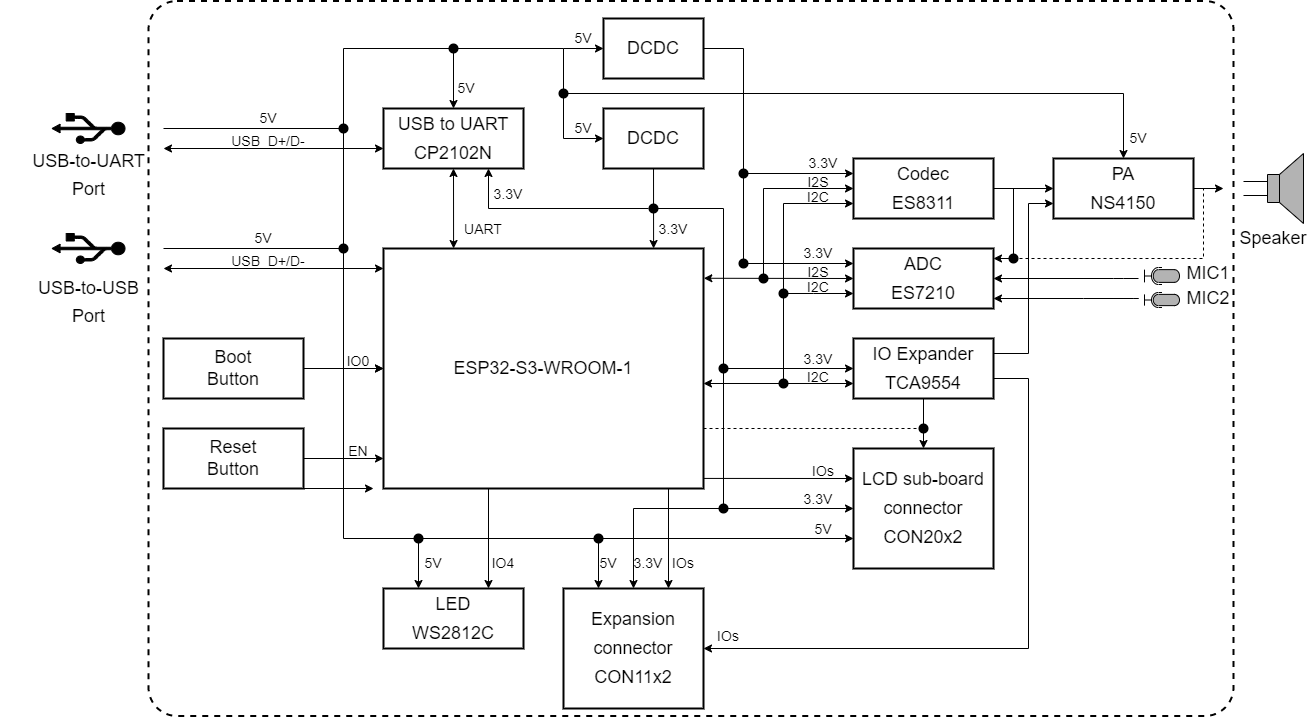 5V
DCDC
5V
USB to UART
CP2102N
5V
DCDC
5V
USB-to-UART
Port
5V
USB D+/D-
3.3V
UART
3.3V
3.3V
I2S
I2C
Codec
ES8311
PA
NS4150
Speaker
USB-to-USB
Port
5V
USB D+/D-
3.3V
I2S
I2C
ADC
ES7210
MIC1
MIC2
Boot
Button
IO0
ESP32-S3-WROOM-1
3.3V
I2C
IO Expander
TCA9554
Reset
Button
EN
IOs
3.3V
5V
LCD sub-board
connector
CON20x2
5V
IO4
5V
3.3V
IOs
LED
WS2812C
Expansion
connector
CON11x2
IOs